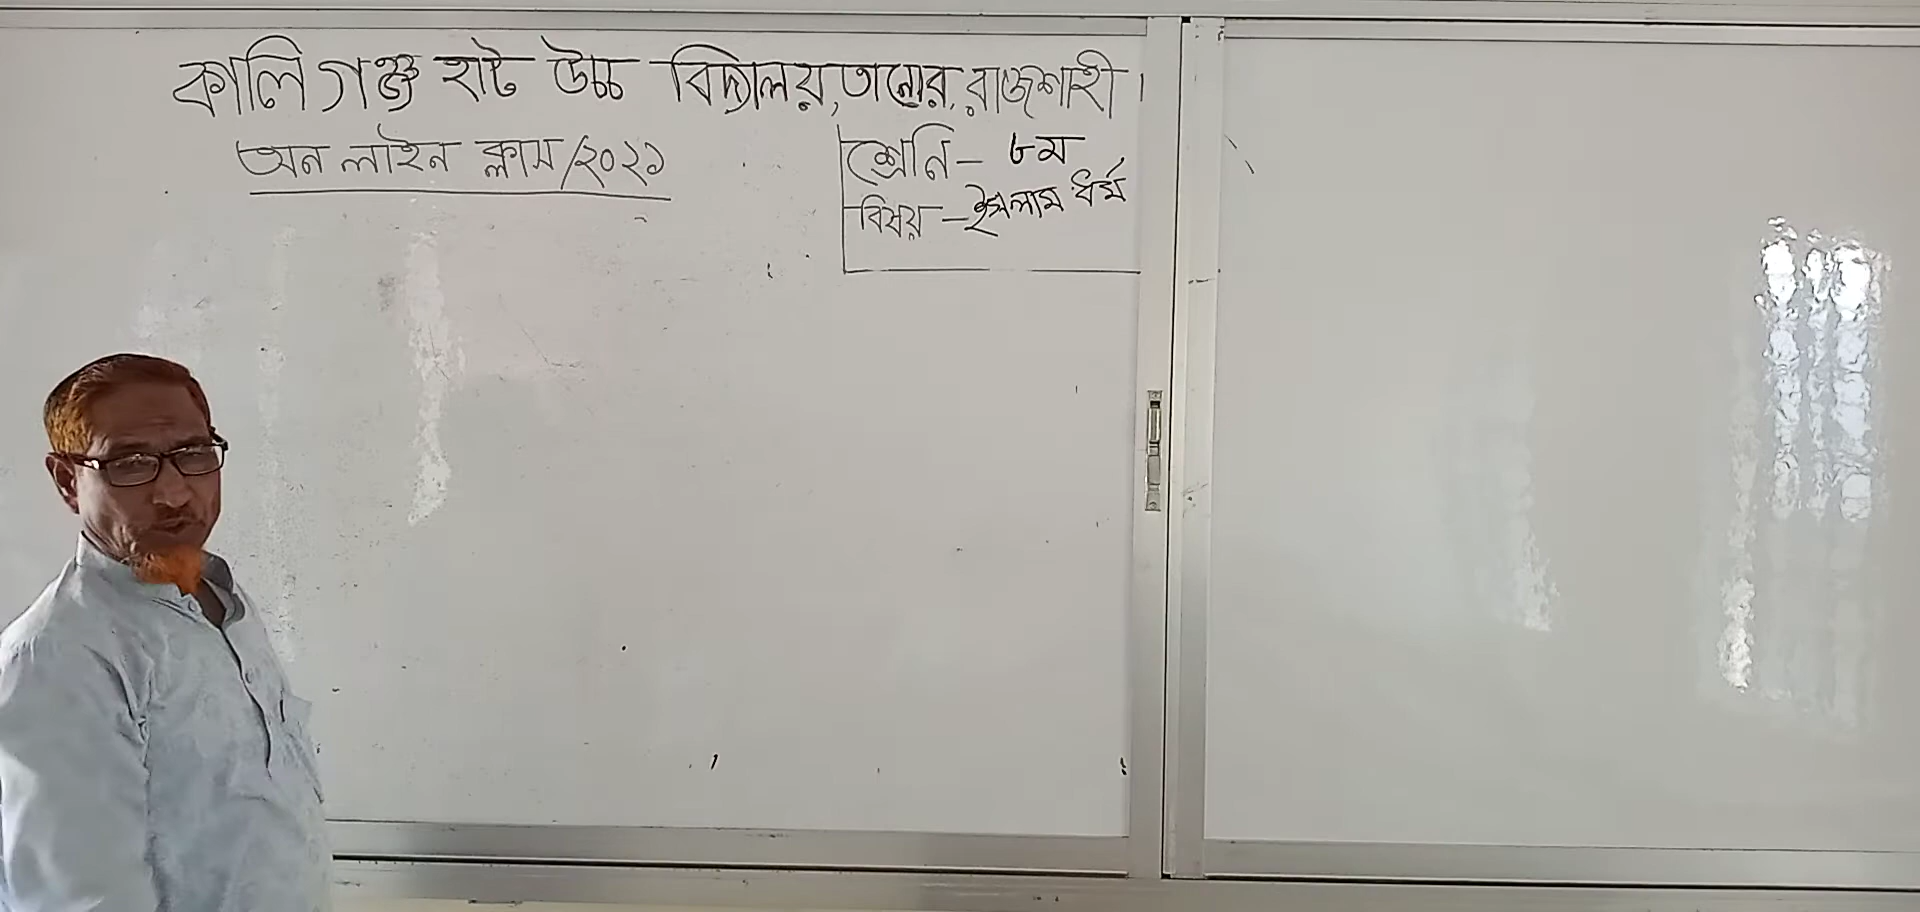 কালিগঞ্জ হাট উচ্চ বিদ্যালয়, তানোর, রাজশাহী।
অন লাইন ক্লাস/২০২১
শ্রেনি - ৮ম
বিষয় - ইসলাম ধর্ম